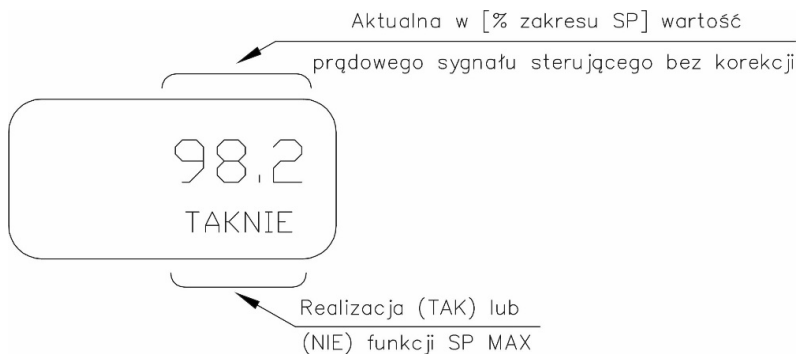 Aktualna w [% zakresu SP] wartość
prądowego sygnału sterującego bez korekcji
98.2
TAKNIE
Realizacja (TAK) lub
(NIE) funkcji SP MAX